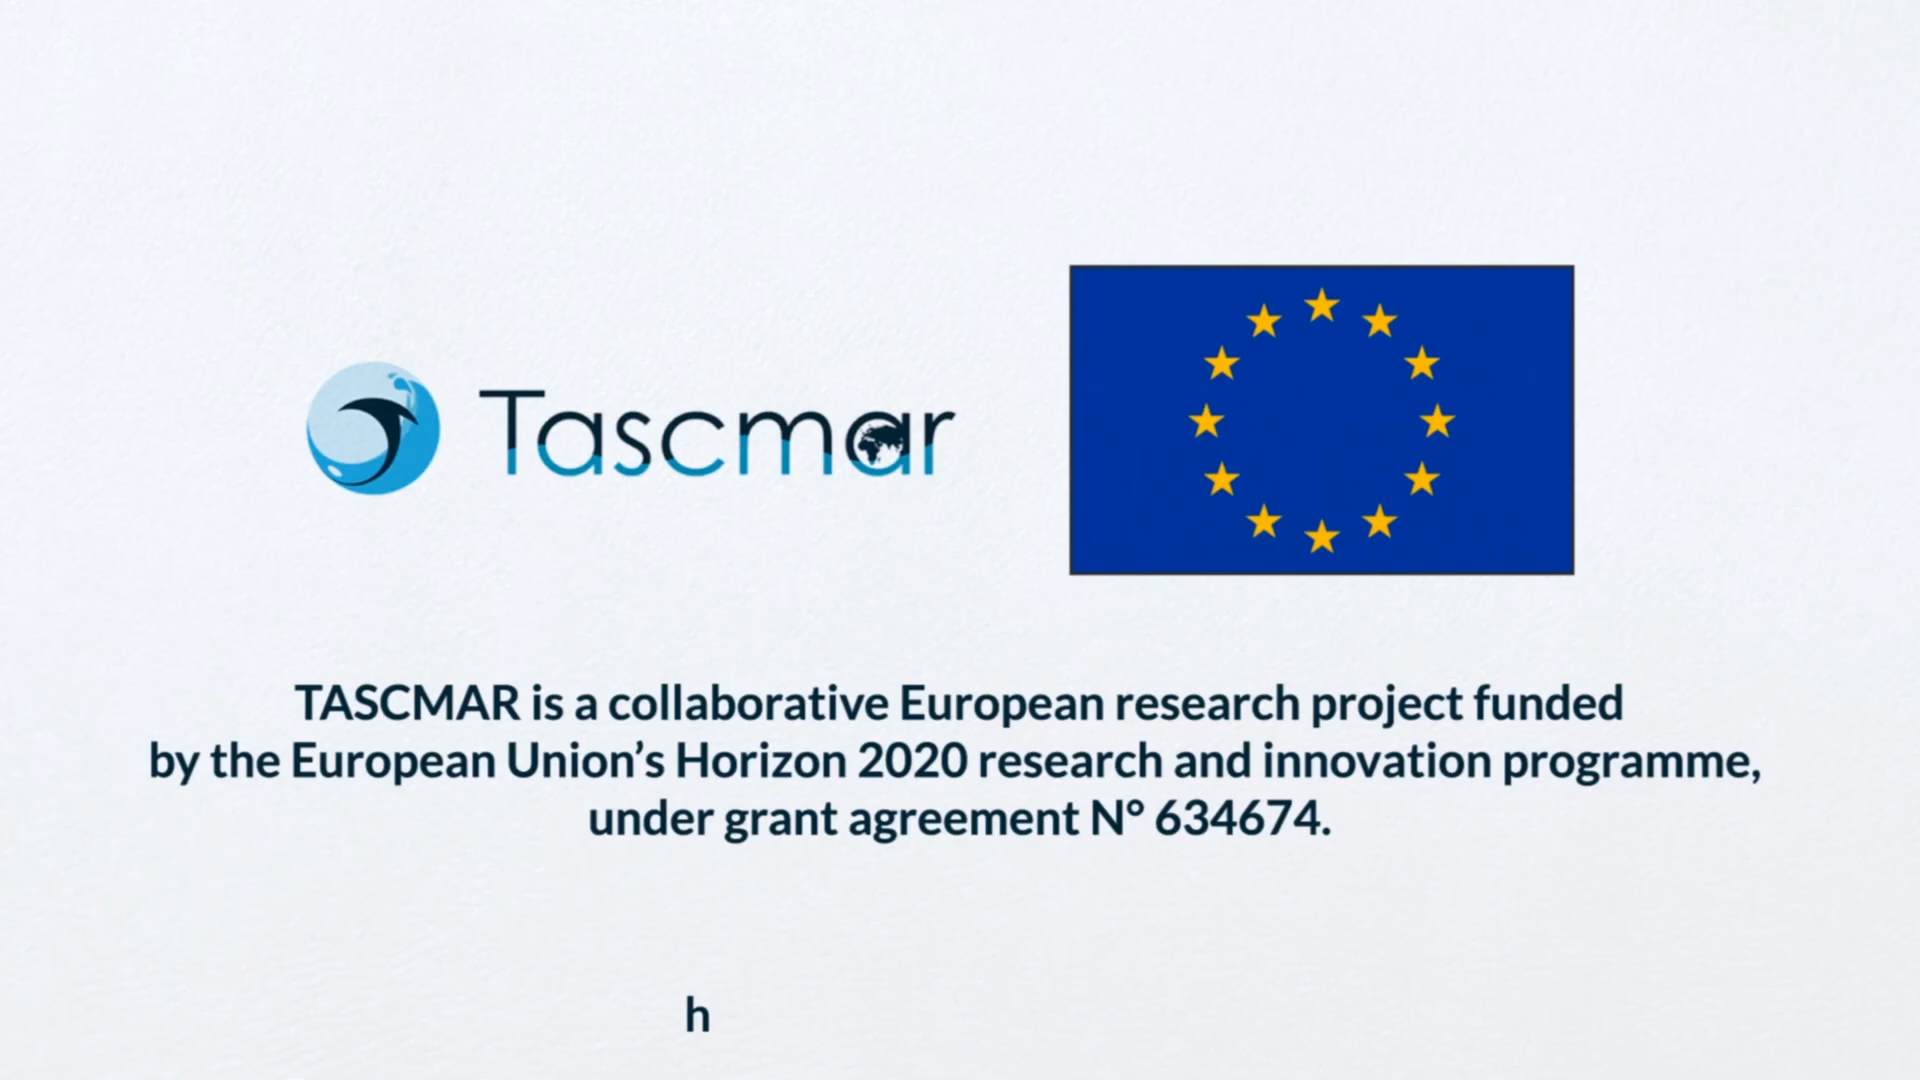 Tascmar
TASCMAR is a collaborative European research project funded
by the European Union’s Horizon 2020 research and innovation programme,
under grant agreement N° 634674.
h